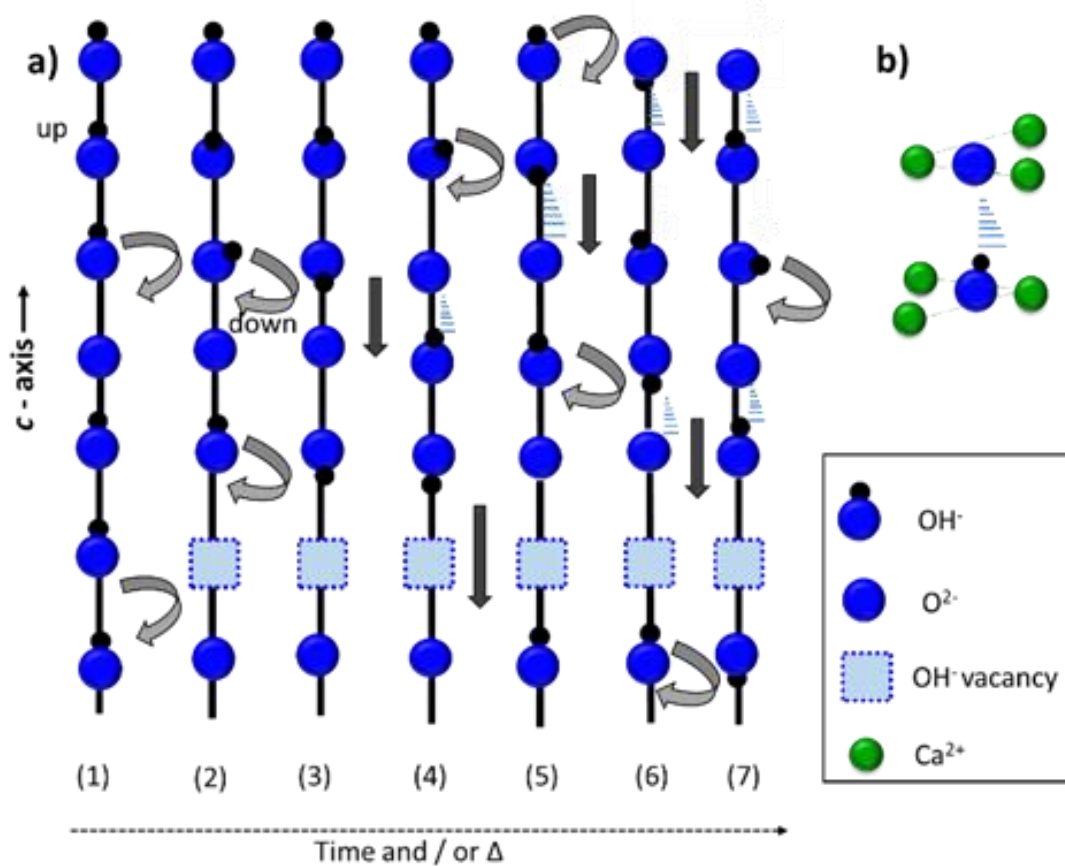 a)
b)
up
down
c - axis
OH⁻
O²⁻
OH⁻ vacancy
Ca²⁺
(1) (2) (3) (4) (5) (6) (7)
Time and / or Δ